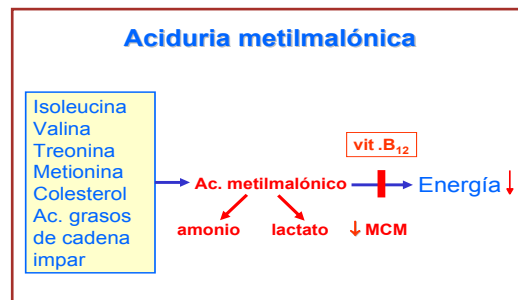 Aciduria metilmalónica
Isoleucina
Valina
Treonina
Metionina
Colesterol
Ac. grasos
de cadena
impar
vit .B₁₂
Ac. metilmalónico
Energía ↓
amonio
lactato
↓ MCM